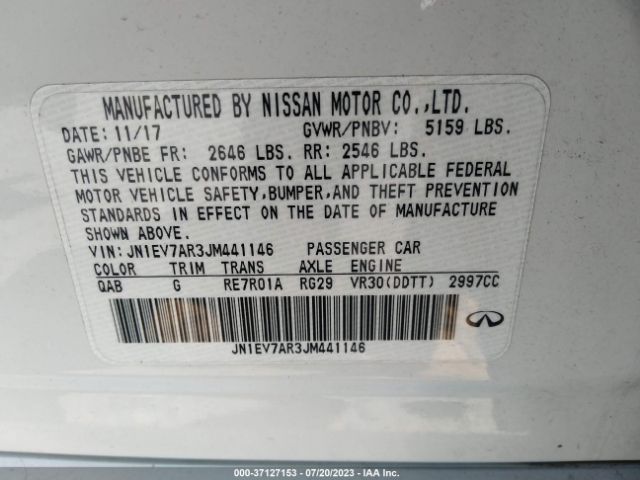 MANUFACTURED BY NISSAN MOTOR CO.,LTD.
DATE: 11/17 GVWR/PNBV: 5159 LBS.
GAWR/PNBE FR: 2646 LBS. RR: 2546 LBS.
THIS VEHICLE CONFORMS TO ALL APPLICABLE FEDERAL
MOTOR VEHICLE SAFETY,BUMPER,AND THEFT PREVENTION
STANDARDS IN EFFECT ON THE DATE OF MANUFACTURE
SHOWN ABOVE.
VIN: JN1EV7AR3JM441146 PASSENGER CAR
COLOR TRIM TRANS AXLE ENGINE
QAB G RE7R01A RG29 VR30(DDTT) 2997CC
JN1EV7AR3JM441146
000-37127153 - 07/20/2023 - IAA Inc.